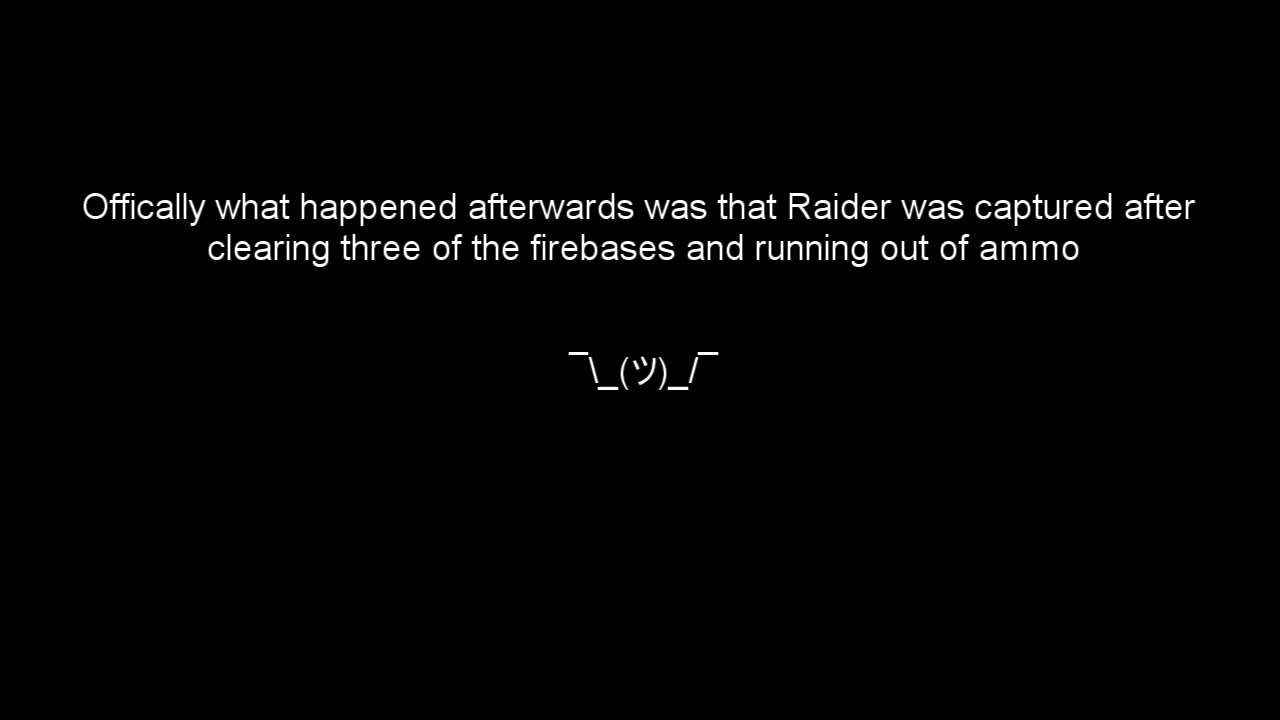 Offically what happened afterwards was that Raider was captured after
clearing three of the firebases and running out of ammo
¯\_(ツ)_/¯